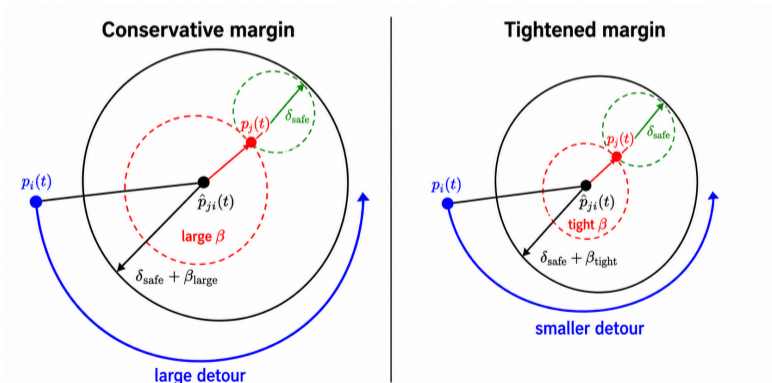 Conservative margin
δ_safe
p_j(t)
p_i(t)
p̂_ji(t)
large β
δ_safe + β_large
large detour
Tightened margin
δ_safe
p_j(t)
p_i(t)
p̂_ji(t)
tight β
δ_safe + β_tight
smaller detour